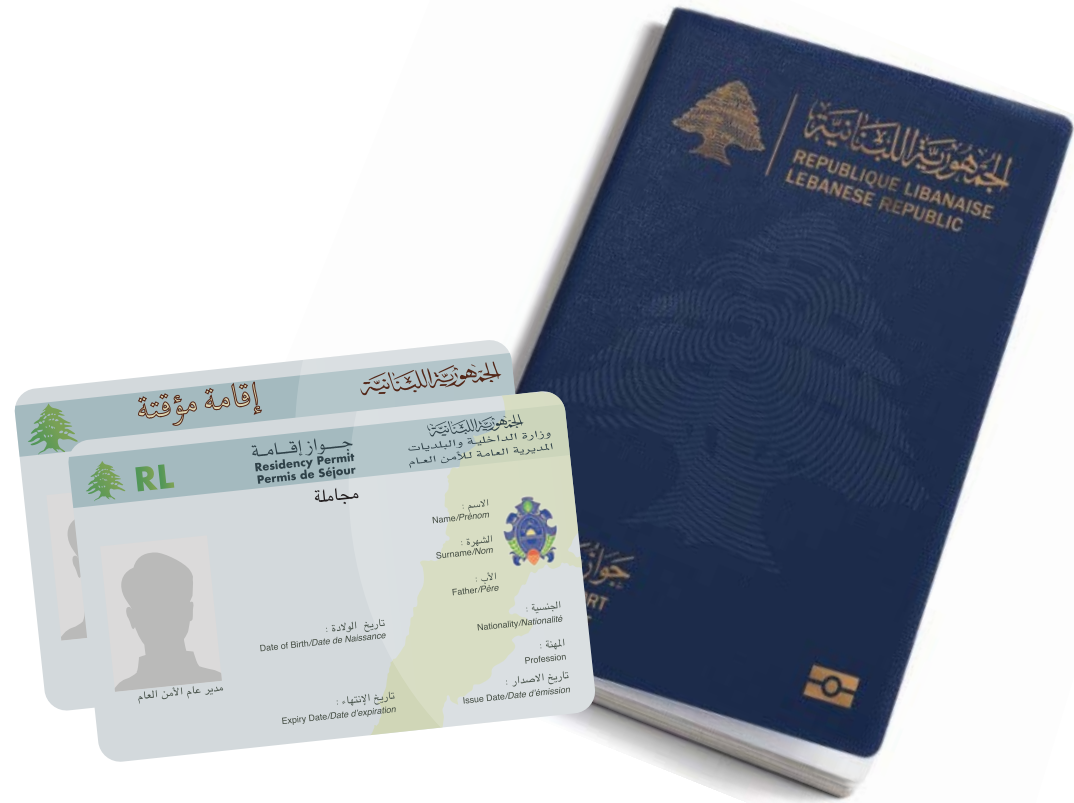 الجمهورية اللبنانية
REPUBLIQUE LIBANAISE
LEBANESE REPUBLIC
جواز
RT
الجمهورية اللبنانية
إقامة مؤقتة
الجمهورية اللبنانية
وزارة الداخلية والبلديات
المديرية العامة للأمن العام
RL
جواز إقامة
Residency Permit
Permis de Séjour
مجاملة
الاسم :
Name/Prénom
الشهرة :
Surname/Nom
الأب :
Father/Père
الجنسية :
Nationality/Nationalité
تاريخ الولادة :
Date of Birth/Date de Naissance
المهنة :
Profession
تاريخ الاصدار :
Issue Date/Date d'émission
تاريخ الإنتهاء :
Expiry Date/Date d'expiration
مدير عام الأمن العام